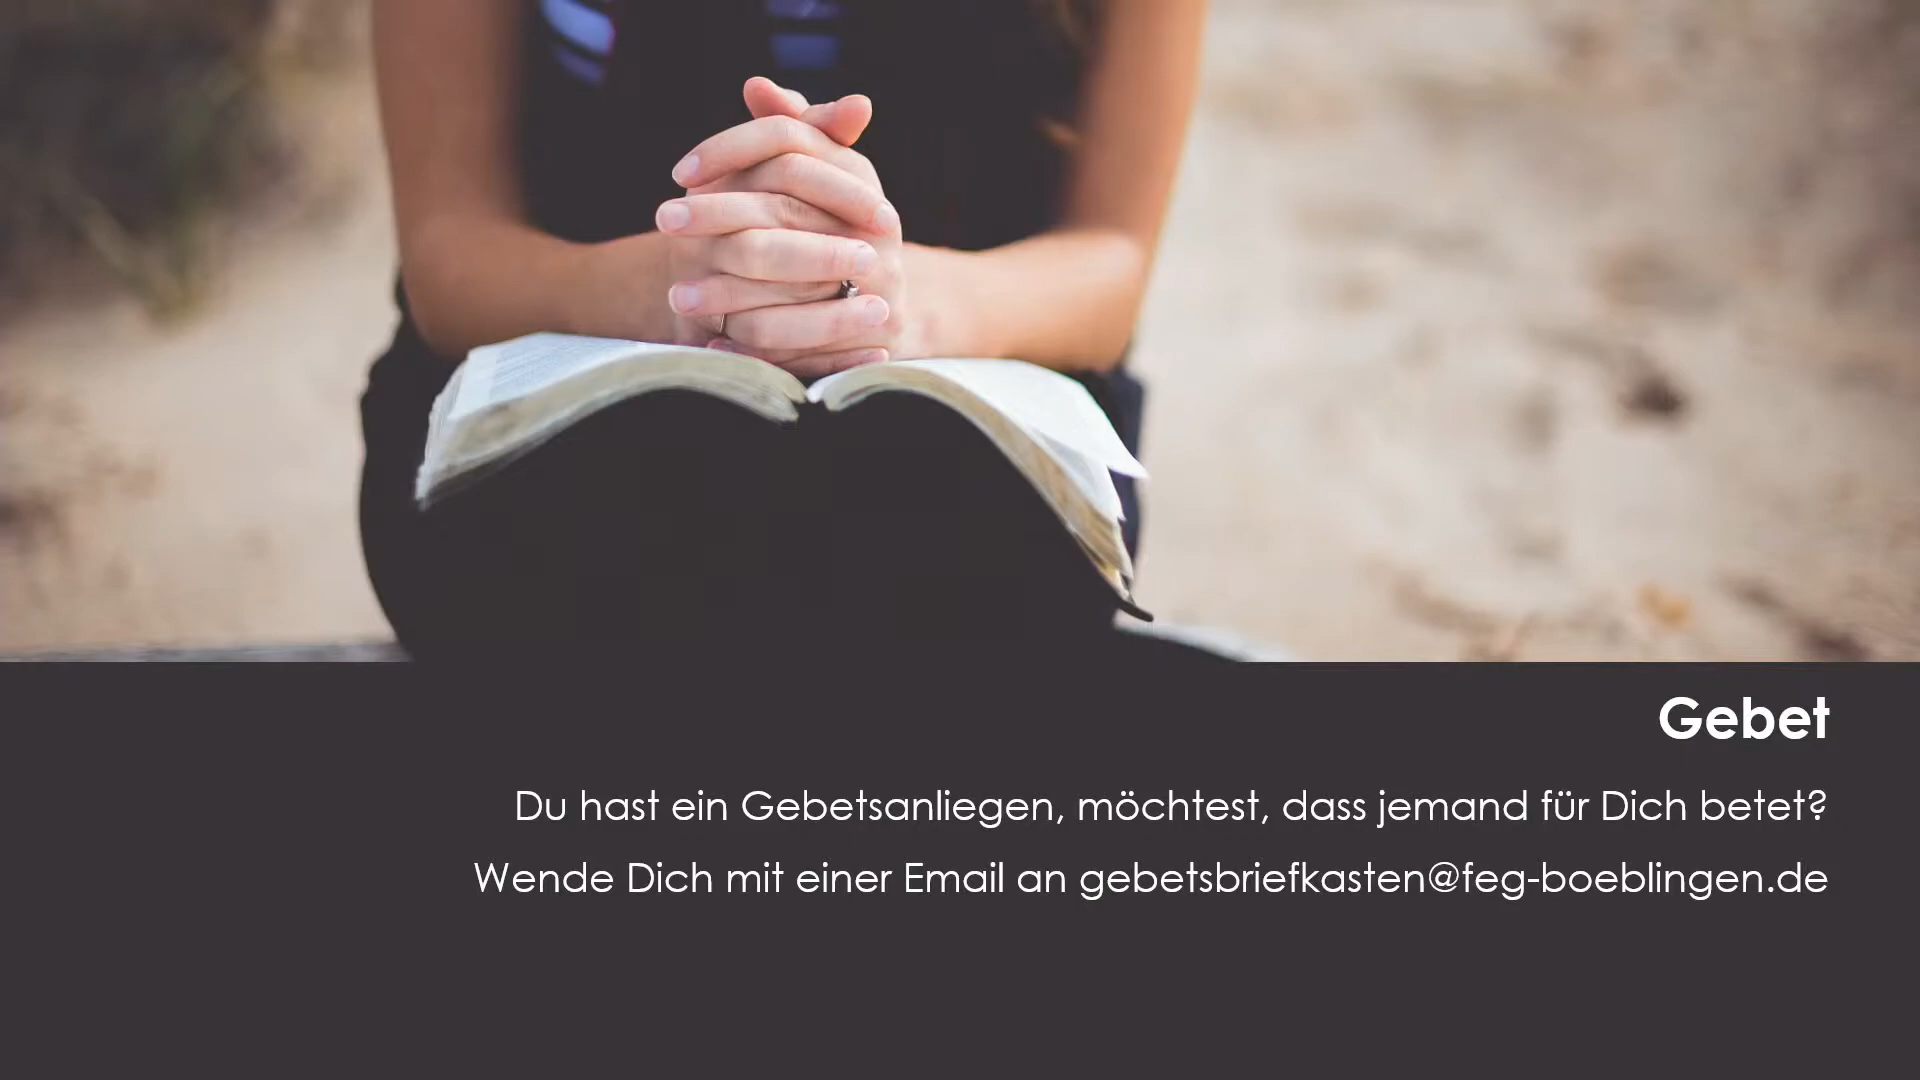 Gebet
Du hast ein Gebetsanliegen, möchtest, dass jemand für Dich betet?
Wende Dich mit einer Email an gebetsbriefkasten@feg-boeblingen.de